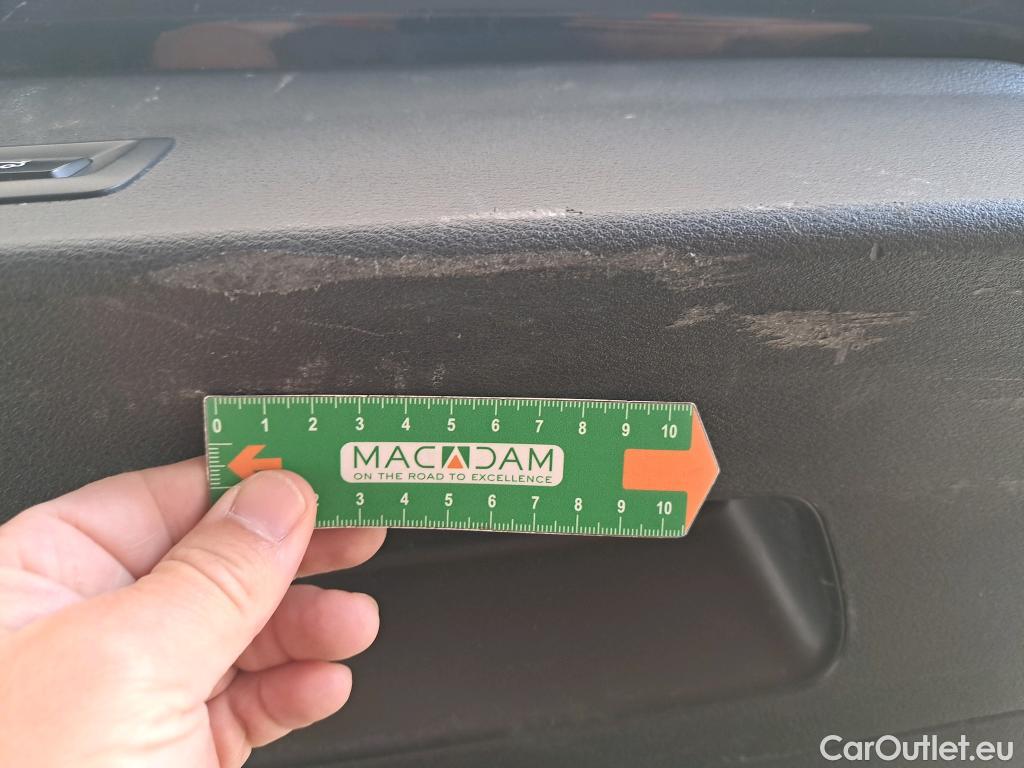 0 1 2 3 4 5 6 7 8 9 10
MACADAM
ON THE ROAD TO EXCELLENCE
3 4 5 6 7 8 9 10
CarOutlet.eu